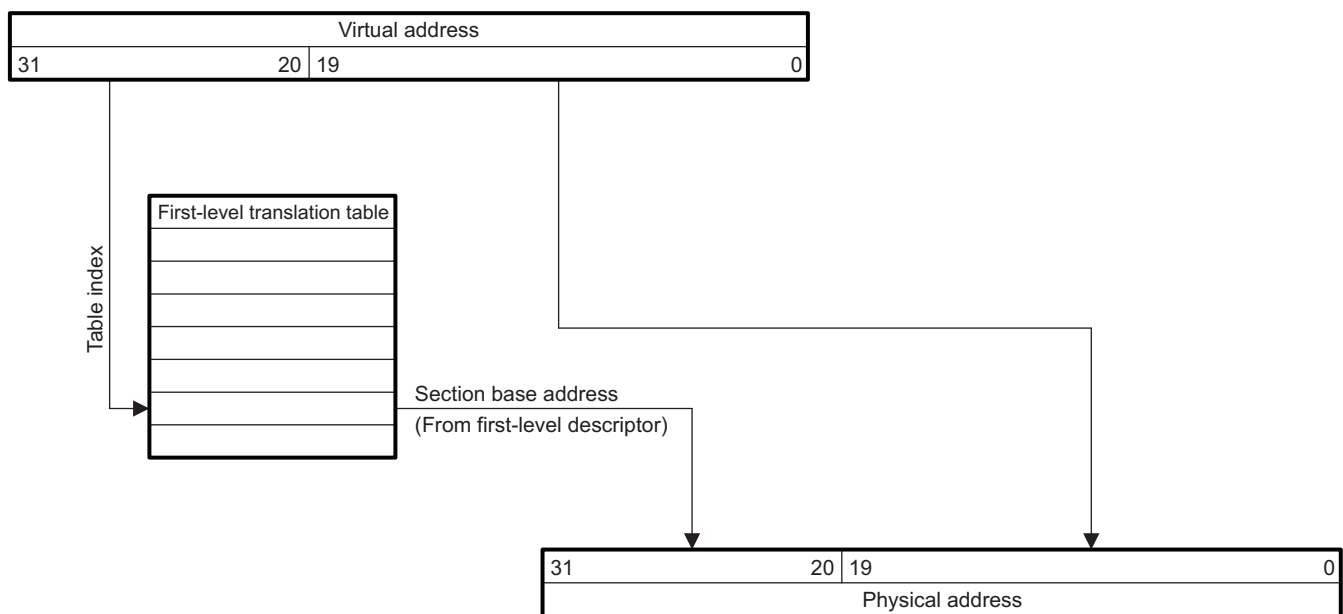 Virtual address
31 20 19 0
First-level translation table
Table index
Section base address
(From first-level descriptor)
31 20 19 0
Physical address